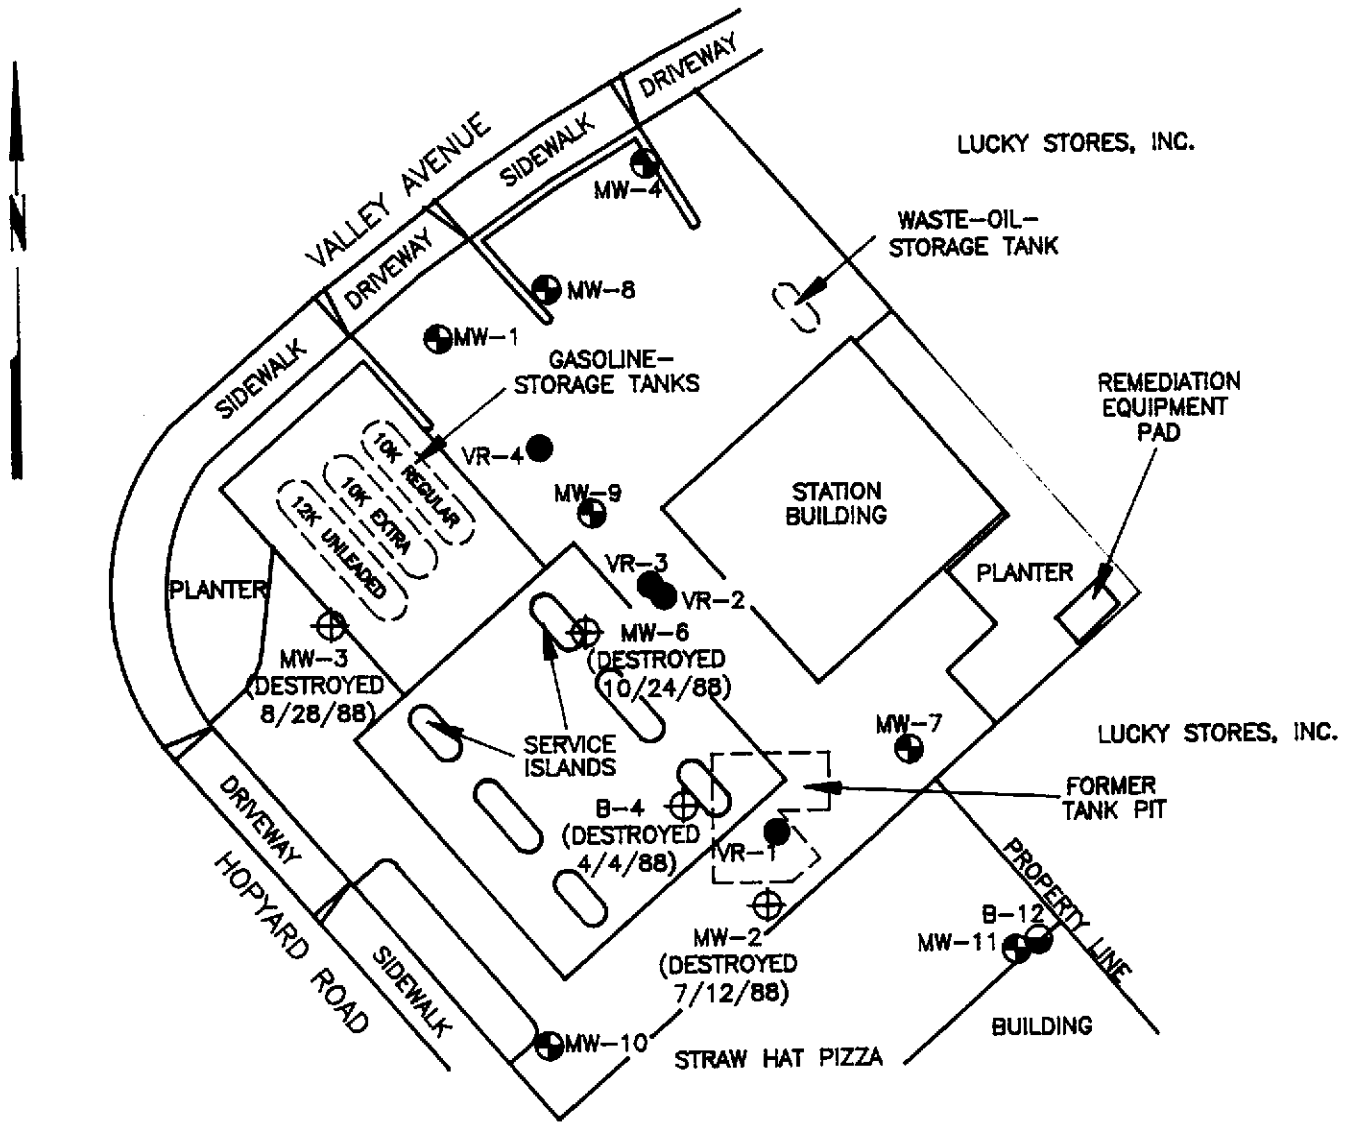 N
DRIVEWAY
LUCKY STORES, INC.
SIDEWALK
VALLEY AVENUE
MW-4
WASTE-OIL-
STORAGE TANK
DRIVEWAY
MW-8
MW-1
SIDEWALK
GASOLINE-
STORAGE TANKS
REMEDIATION
EQUIPMENT
PAD
10K REGULAR
VR-4
10K EXTRA
12K UNLEADED
MW-9
STATION
BUILDING
VR-3
PLANTER
PLANTER
VR-2
MW-6
(DESTROYED
10/24/88)
MW-3
(DESTROYED
8/28/88)
MW-7
LUCKY STORES, INC.
SERVICE
ISLANDS
FORMER
TANK PIT
B-4
(DESTROYED
4/4/88)
VR-1
DRIVEWAY
HOPYARD ROAD
PROPERTY LINE
B-12
MW-11
MW-2
(DESTROYED
7/12/88)
SIDEWALK
BUILDING
MW-10
STRAW HAT PIZZA